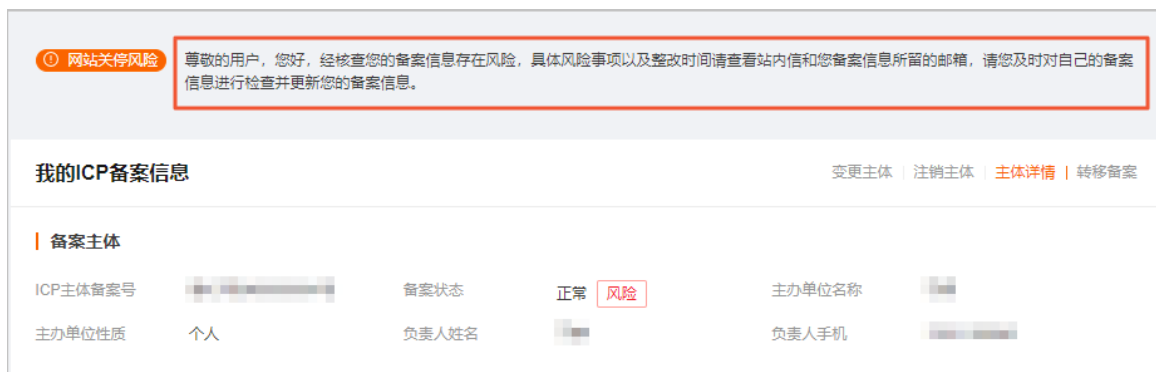 网站关停风险
尊敬的用户，您好，经核查您的备案信息存在风险，具体风险事项以及整改时间请查看站内信和您备案信息所留的邮箱，请您及时对自己的备案
信息进行检查并更新您的备案信息。
我的ICP备案信息 变更主体 | 注销主体 | 主体详情 | 转移备案
备案主体
ICP主体备案号 备案状态 正常 风险 主办单位名称
主办单位性质 个人 负责人姓名 负责人手机